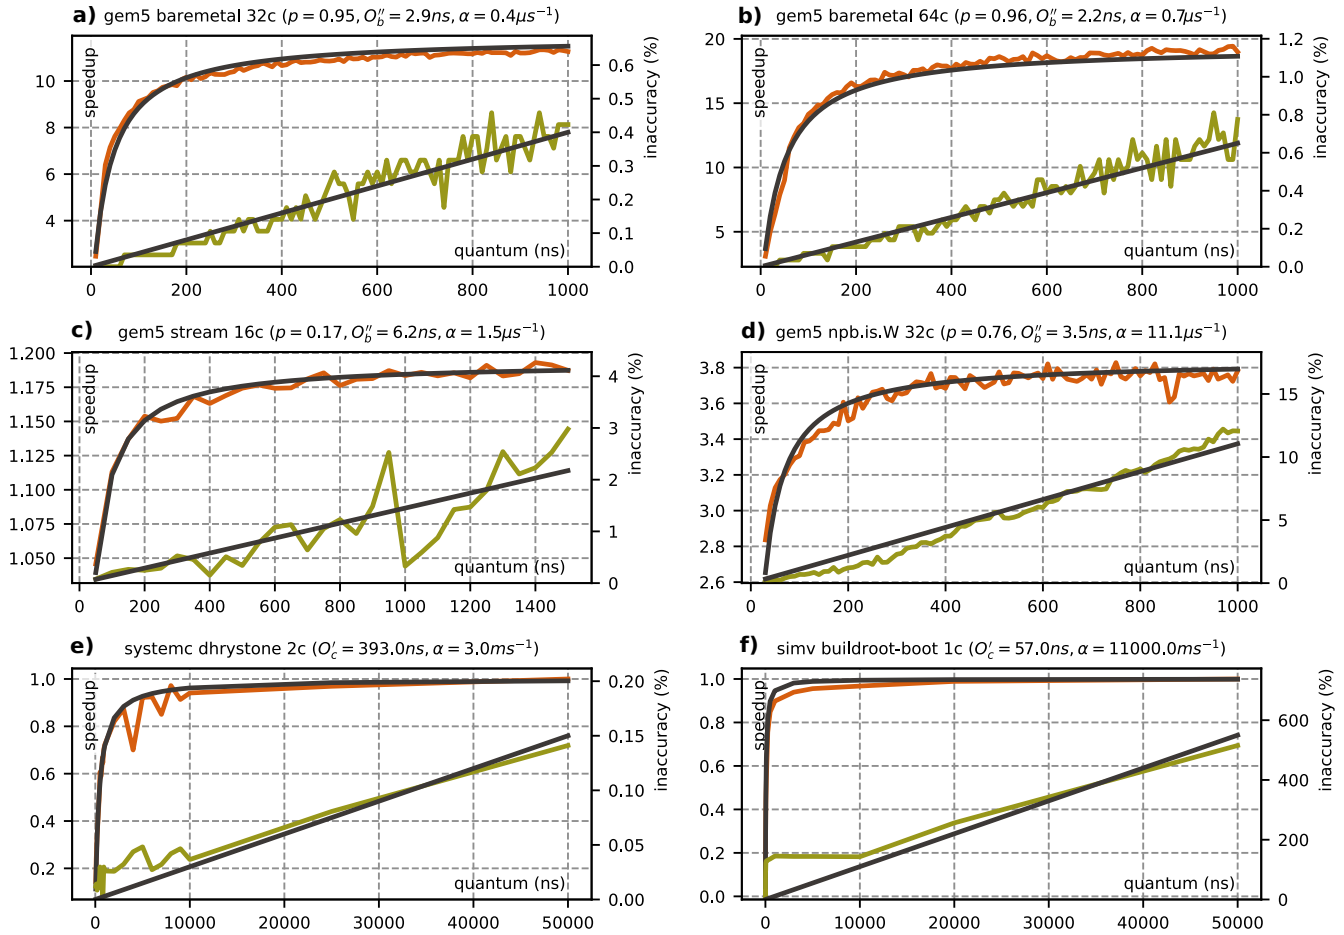 a) gem5 baremetal 32c (p = 0.95, O_b'' = 2.9ns, α = 0.4μs⁻¹)
speedup
10
8
6
4
0.6
0.5
0.4
0.3
0.2
0.1
0.0
inaccuracy (%)
quantum (ns)
0 200 400 600 800 1000
b) gem5 baremetal 64c (p = 0.96, O_b'' = 2.2ns, α = 0.7μs⁻¹)
speedup
20
15
10
5
1.2
1.0
0.8
0.6
0.4
0.2
0.0
inaccuracy (%)
quantum (ns)
0 200 400 600 800 1000
c) gem5 stream 16c (p = 0.17, O_b'' = 6.2ns, α = 1.5μs⁻¹)
speedup
1.200
1.175
1.150
1.125
1.100
1.075
1.050
4
3
2
1
0
inaccuracy (%)
quantum (ns)
0 200 400 600 800 1000 1200 1400
d) gem5 npb.is.W 32c (p = 0.76, O_b'' = 3.5ns, α = 11.1μs⁻¹)
speedup
3.8
3.6
3.4
3.2
3.0
2.8
2.6
15
10
5
0
inaccuracy (%)
quantum (ns)
0 200 400 600 800 1000
e) systemc dhrystone 2c (O_c' = 393.0ns, α = 3.0ms⁻¹)
speedup
1.0
0.8
0.6
0.4
0.2
0.20
0.15
0.10
0.05
0.00
inaccuracy (%)
quantum (ns)
0 10000 20000 30000 40000 50000
f) simv buildroot-boot 1c (O_c' = 57.0ns, α = 11000.0ms⁻¹)
speedup
1.0
0.8
0.6
0.4
0.2
0.0
600
400
200
0
inaccuracy (%)
quantum (ns)
0 10000 20000 30000 40000 50000